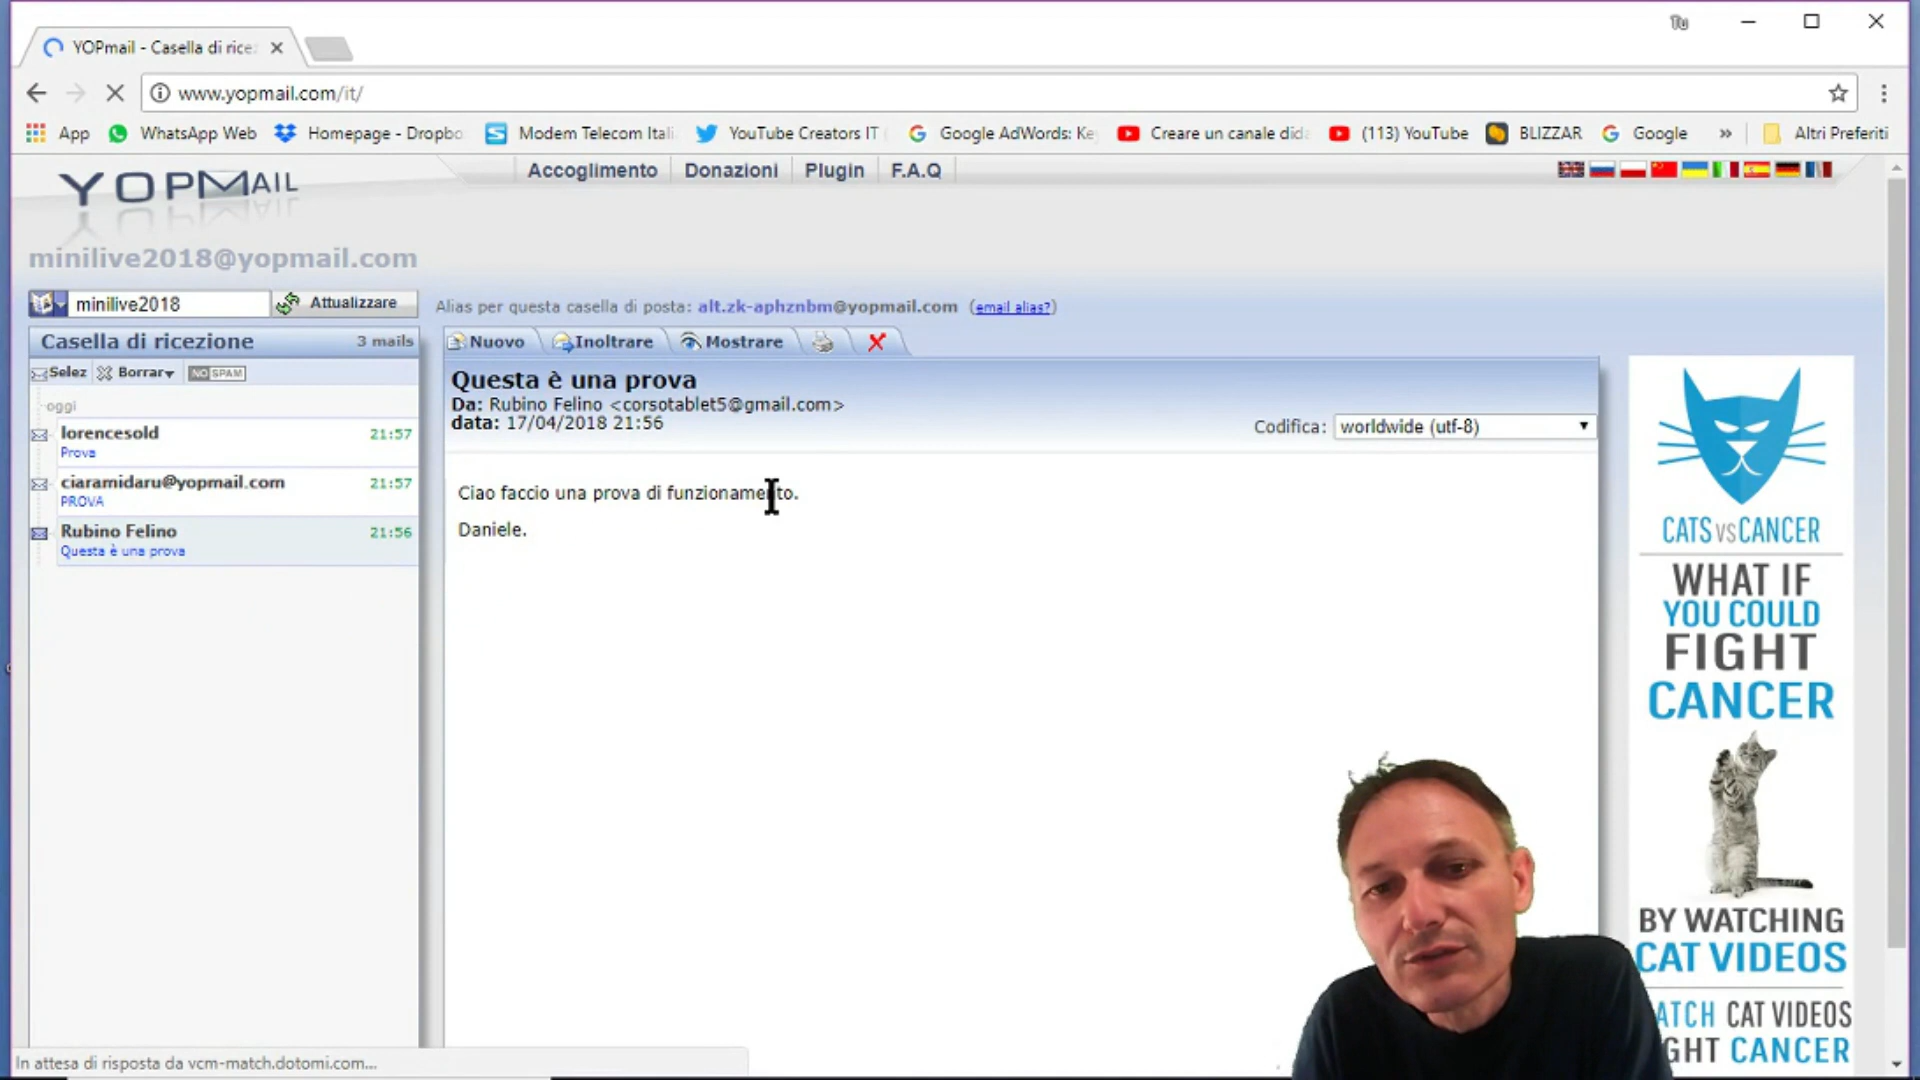 Tu
YOPmail - Casella di rice
www.yopmail.com/it/
App WhatsApp Web Homepage - Dropbo Modem Telecom Itali YouTube Creators IT Google AdWords: Ke Creare un canale dida (113) YouTube BLIZZAR Google » Altri Preferiti
YOPMAIL
Accoglimento Donazioni Plugin F.A.Q
minilive2018@yopmail.com
minilive2018 Attualizzare
Alias per questa casella di posta: alt.zk-aphznbm@yopmail.com (email alias?)
Casella di ricezione 3 mails
Nuovo Inoltrare Mostrare
Selez Borrar NO SPAM
oggi
lorencesold 21:57
Prova
ciaramidaru@yopmail.com 21:57
PROVA
Rubino Felino 21:56
Questa è una prova
Questa è una prova
Da: Rubino Felino <corsotablet5@gmail.com>
data: 17/04/2018 21:56
Codifica: worldwide (utf-8)
Ciao faccio una prova di funzionamento.
Daniele.
CATS VS CANCER
WHAT IF
YOU COULD
FIGHT
CANCER
BY WATCHING
CAT VIDEOS
ATCH CAT VIDEOS
GHT CANCER
In attesa di risposta da vcm-match.dotomi.com...